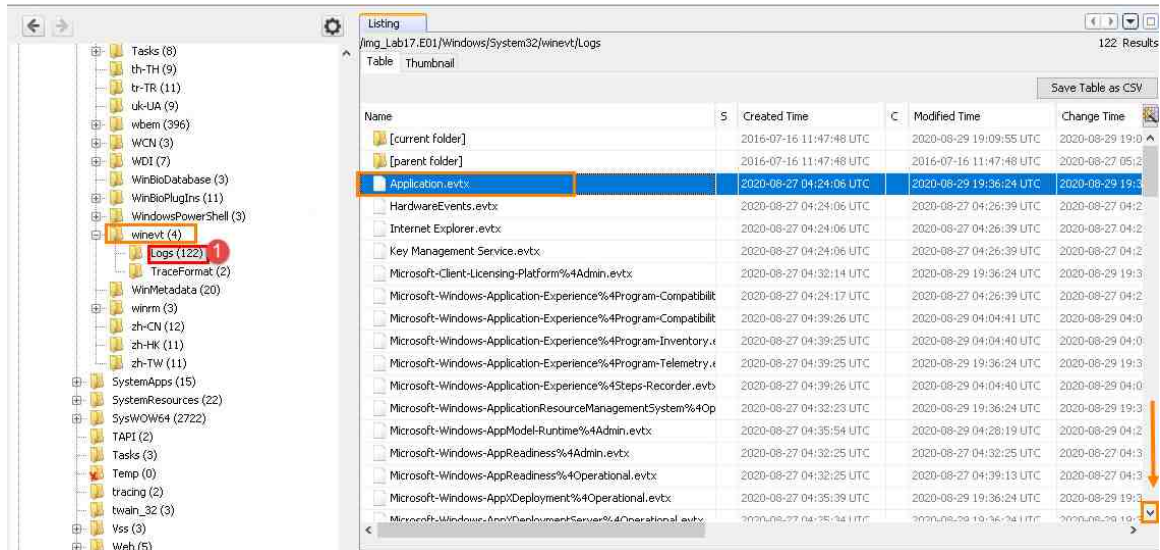 Tasks (8)
th-TH (9)
tr-TR (11)
uk-UA (9)
wbem (396)
WCN (3)
WDI (7)
WinBioDatabase (3)
WinBioPlugIns (11)
WindowsPowerShell (3)
winevt (4)
Logs (122) 1
TraceFormat (2)
WinMetadata (20)
winrm (3)
zh-CN (12)
zh-HK (11)
zh-TW (11)
SystemApps (15)
SystemResources (22)
SysWOW64 (2722)
TAPI (2)
Tasks (3)
Temp (0)
tracing (2)
twain_32 (3)
Vss (3)
Web (5)
Listing
/img_Lab17.E01/Windows/System32/winevt/Logs 122 Results
Table Thumbnail
Save Table as CSV
Name S Created Time C Modified Time Change Time
[current folder] 2016-07-16 11:47:48 UTC 2020-08-29 19:09:55 UTC 2020-08-29 19:0
[parent folder] 2016-07-16 11:47:48 UTC 2016-07-16 11:47:48 UTC 2020-08-27 05:2
Application.evtx 2020-08-27 04:24:06 UTC 2020-08-29 19:36:24 UTC 2020-08-29 19:3
HardwareEvents.evtx 2020-08-27 04:24:06 UTC 2020-08-27 04:26:39 UTC 2020-08-27 04:2
Internet Explorer.evtx 2020-08-27 04:24:06 UTC 2020-08-27 04:26:39 UTC 2020-08-27 04:2
Key Management Service.evtx 2020-08-27 04:24:06 UTC 2020-08-27 04:26:39 UTC 2020-08-27 04:2
Microsoft-Client-Licensing-Platform%4Admin.evtx 2020-08-27 04:32:14 UTC 2020-08-29 19:36:24 UTC 2020-08-29 19:3
Microsoft-Windows-Application-Experience%4Program-Compatibilit 2020-08-27 04:24:17 UTC 2020-08-27 04:26:39 UTC 2020-08-27 04:2
Microsoft-Windows-Application-Experience%4Program-Compatibilit 2020-08-27 04:39:26 UTC 2020-08-29 04:04:41 UTC 2020-08-29 04:0
Microsoft-Windows-Application-Experience%4Program-Inventory.e 2020-08-27 04:39:25 UTC 2020-08-29 04:04:40 UTC 2020-08-29 04:0
Microsoft-Windows-Application-Experience%4Program-Telemetry.e 2020-08-27 04:39:25 UTC 2020-08-29 19:36:24 UTC 2020-08-29 19:3
Microsoft-Windows-Application-Experience%4Steps-Recorder.evtx 2020-08-27 04:39:26 UTC 2020-08-29 04:04:40 UTC 2020-08-29 04:0
Microsoft-Windows-ApplicationResourceManagementSystem%4Op 2020-08-27 04:32:23 UTC 2020-08-29 19:36:24 UTC 2020-08-29 19:3
Microsoft-Windows-AppModel-Runtime%4Admin.evtx 2020-08-27 04:35:54 UTC 2020-08-29 04:28:19 UTC 2020-08-29 04:2
Microsoft-Windows-AppReadiness%4Admin.evtx 2020-08-27 04:32:25 UTC 2020-08-27 04:32:25 UTC 2020-08-27 04:3
Microsoft-Windows-AppReadiness%4Operational.evtx 2020-08-27 04:32:25 UTC 2020-08-27 04:39:13 UTC 2020-08-27 04:3
Microsoft-Windows-AppXDeployment%4Operational.evtx 2020-08-27 04:35:39 UTC 2020-08-29 19:36:24 UTC 2020-08-29 19:3
Microsoft-Windows-AppXDeploymentServer%4Operational.evtx 2020-08-27 04:25:34 UTC 2020-08-29 19:36:24 UTC 2020-08-29 19:3